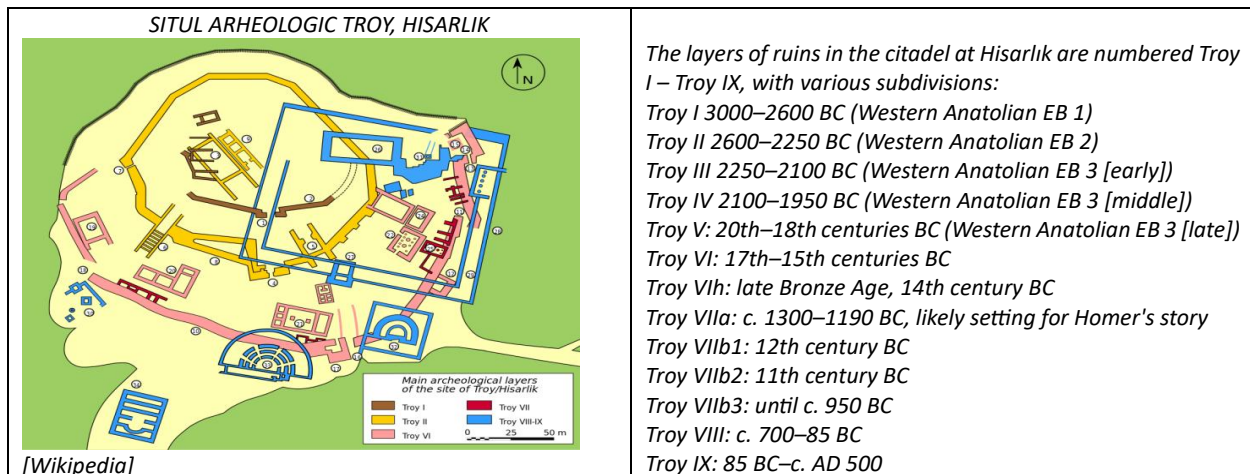 SITUL ARHEOLOGIC TROY, HISARLIK
N
Main archeological layers
of the site of Troy/Hisarlik
Troy I
Troy II
Troy VI
Troy VII
Troy VIII-IX
0 25 50 m
[Wikipedia]
The layers of ruins in the citadel at Hisarlık are numbered Troy
I – Troy IX, with various subdivisions:
Troy I 3000–2600 BC (Western Anatolian EB 1)
Troy II 2600–2250 BC (Western Anatolian EB 2)
Troy III 2250–2100 BC (Western Anatolian EB 3 [early])
Troy IV 2100–1950 BC (Western Anatolian EB 3 [middle])
Troy V: 20th–18th centuries BC (Western Anatolian EB 3 [late])
Troy VI: 17th–15th centuries BC
Troy VIh: late Bronze Age, 14th century BC
Troy VIIa: c. 1300–1190 BC, likely setting for Homer's story
Troy VIIb1: 12th century BC
Troy VIIb2: 11th century BC
Troy VIIb3: until c. 950 BC
Troy VIII: c. 700–85 BC
Troy IX: 85 BC–c. AD 500